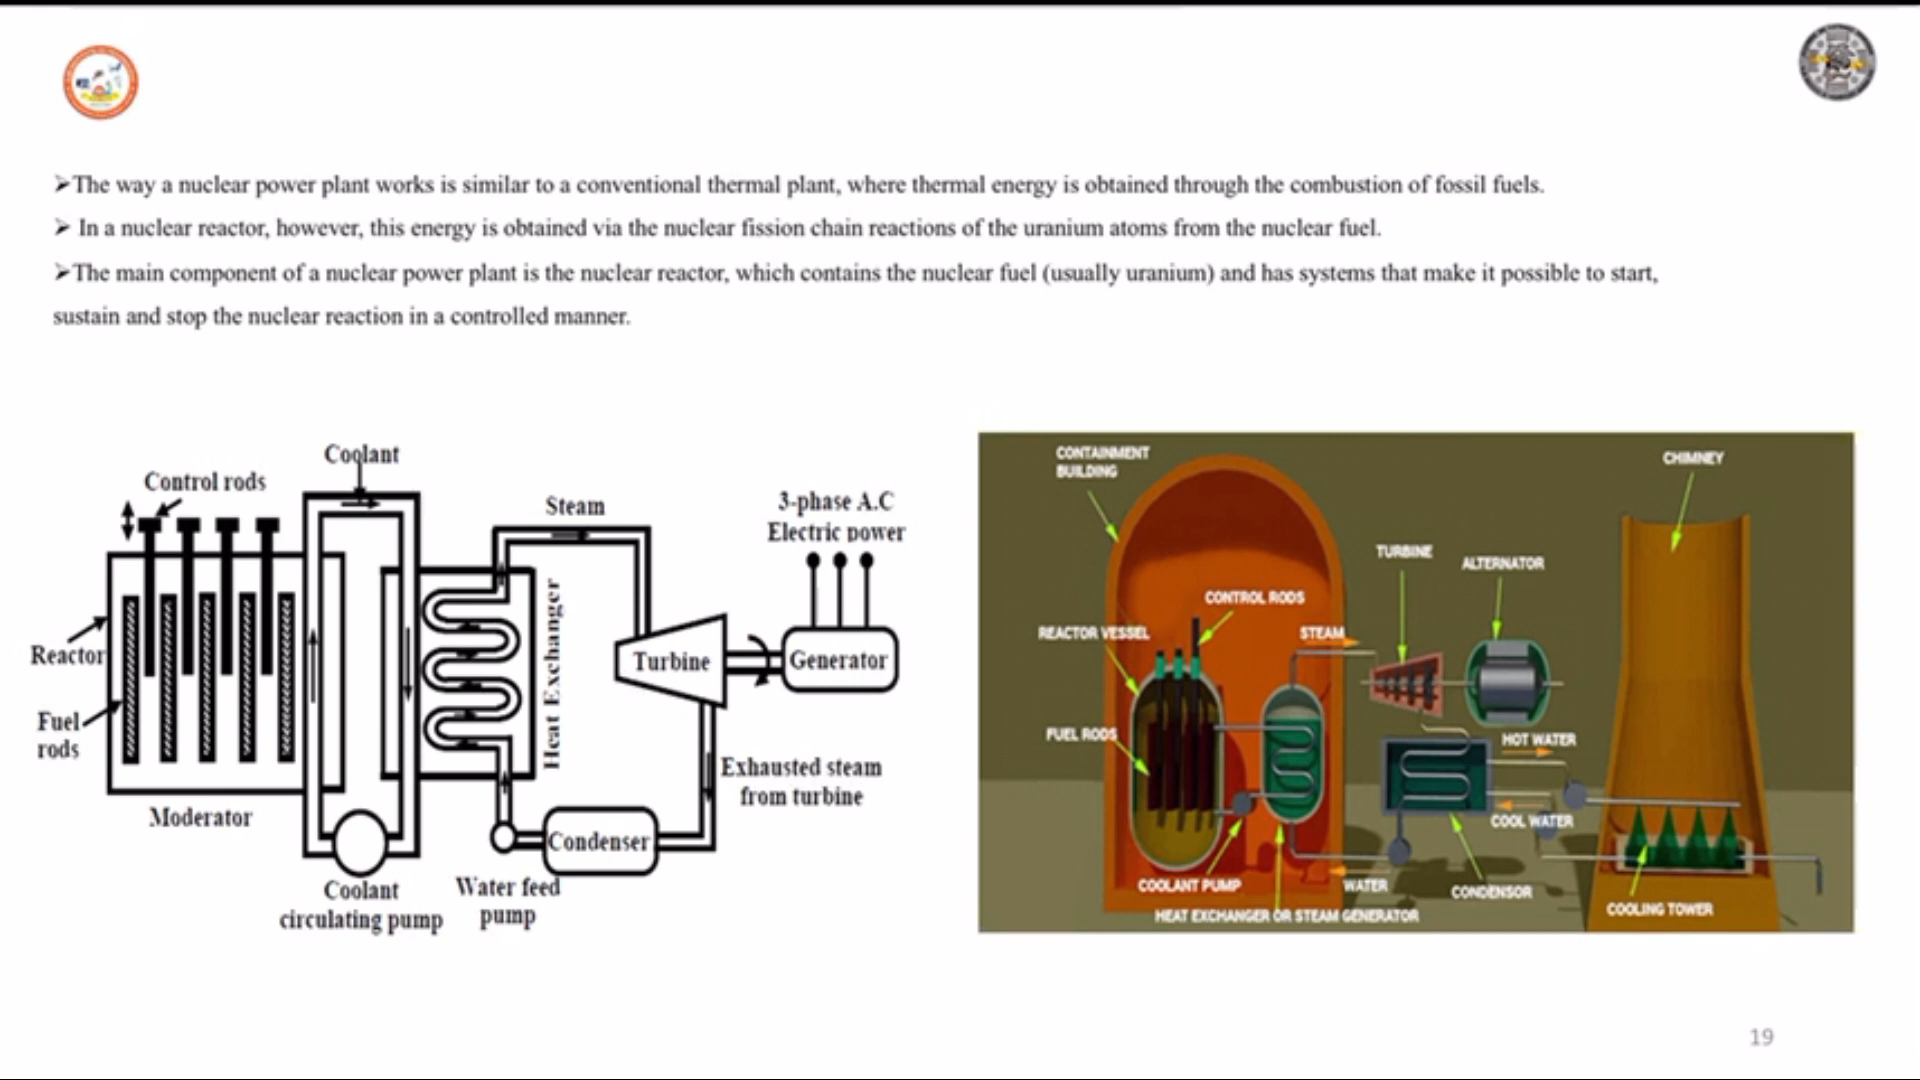 ➢The way a nuclear power plant works is similar to a conventional thermal plant, where thermal energy is obtained through the combustion of fossil fuels.
➢ In a nuclear reactor, however, this energy is obtained via the nuclear fission chain reactions of the uranium atoms from the nuclear fuel.
➢The main component of a nuclear power plant is the nuclear reactor, which contains the nuclear fuel (usually uranium) and has systems that make it possible to start,
sustain and stop the nuclear reaction in a controlled manner.
Coolant
Control rods
Steam
3-phase A.C
Electric power
Reactor
Fuel
rods
Heat Exchanger
Turbine
Generator
Exhausted steam
from turbine
Moderator
Condenser
Coolant
circulating pump
Water feed
pump
CONTAINMENT
BUILDING
CHIMNEY
TURBINE
ALTERNATOR
CONTROL RODS
REACTOR VESSEL
STEAM
FUEL RODS
HOT WATER
COOL WATER
COOLANT PUMP
WATER
CONDENSOR
HEAT EXCHANGER OR STEAM GENERATOR
COOLING TOWER
19